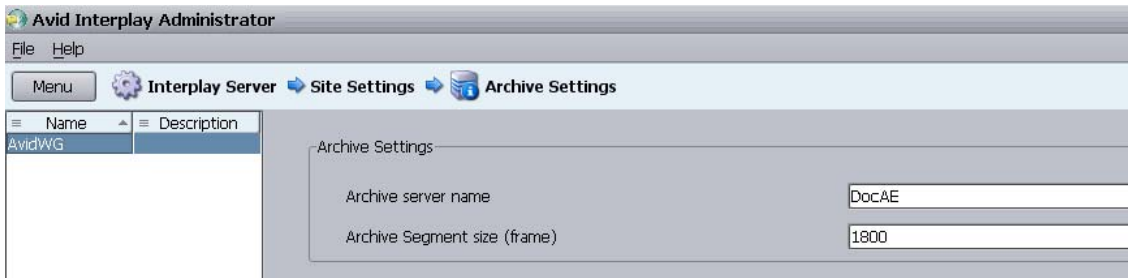 Avid Interplay Administrator
File Help
Menu Interplay Server Site Settings Archive Settings
Name Description
AvidWG
Archive Settings
Archive server name DocAE
Archive Segment size (frame) 1800